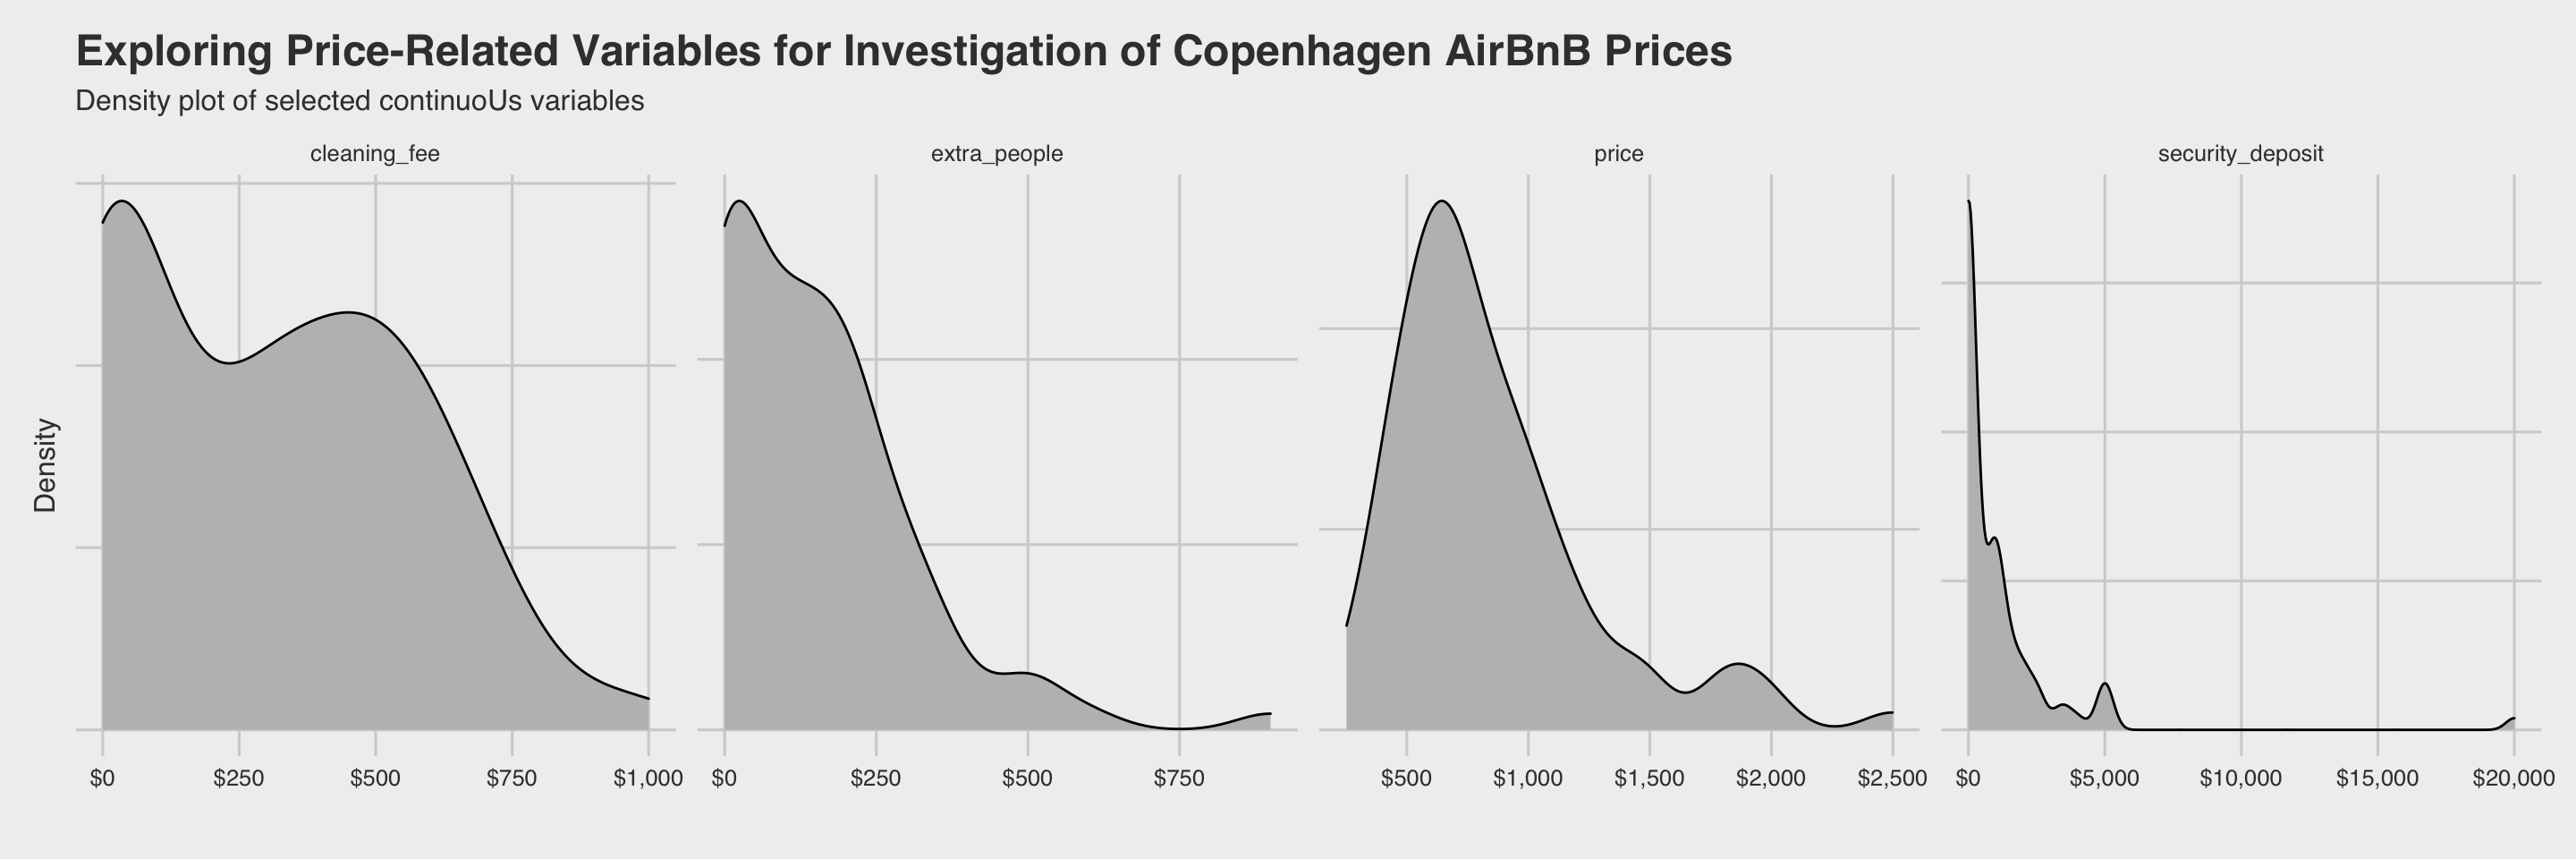 Exploring Price-Related Variables for Investigation of Copenhagen AirBnB Prices
Density plot of selected continuoUs variables
cleaning_fee
extra_people
price
security_deposit
Density
$0 $250 $500 $750 $1,000
$0 $250 $500 $750
$500 $1,000 $1,500 $2,000 $2,500
$0 $5,000 $10,000 $15,000 $20,000